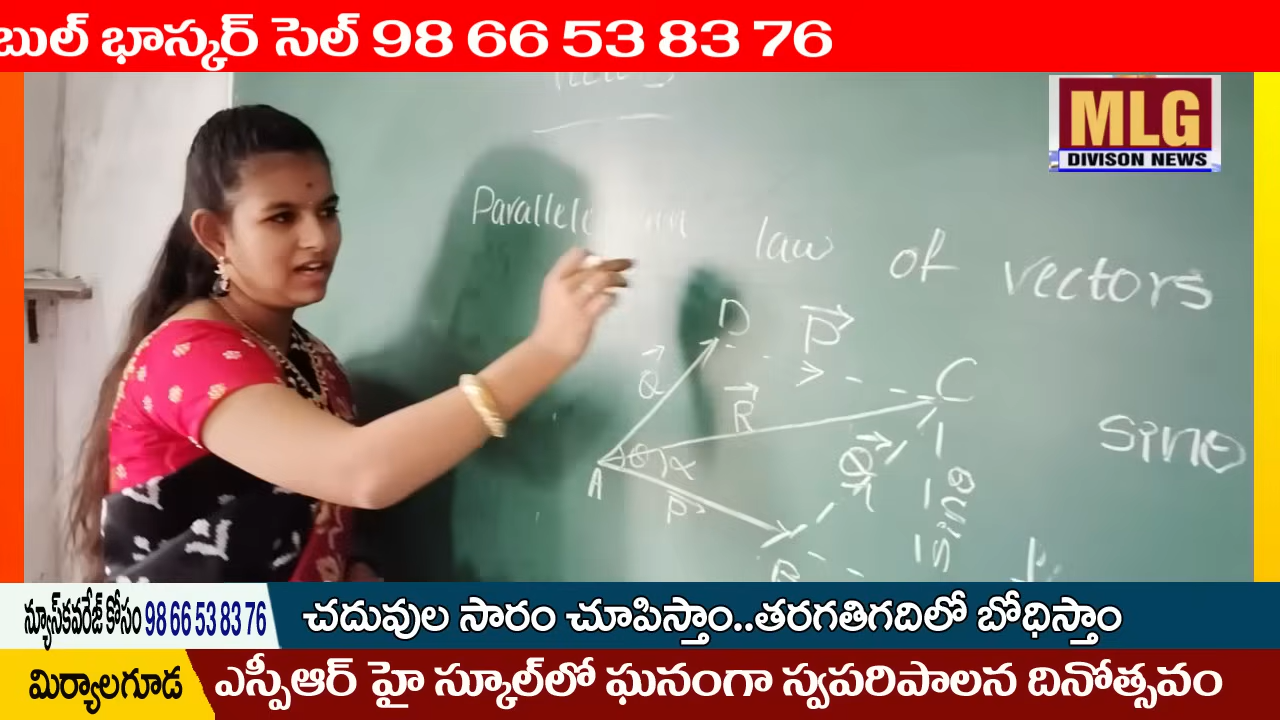 బుల్ భాస్కర్ సెల్ 98 66 53 83 76
MLG
DIVISON NEWS
law of vectors
D
P
Q
R
C
sinθ
θ
α
Q
A
P
sinθ
B
న్యూస్‌కవరేజ్ కోసం 98 66 53 83 76
చదువుల సారం చూపిస్తాం..తరగతిగదిలో బోధిస్తాం
మిర్యాలగూడ
ఎస్పీఆర్ హై స్కూల్‌లో ఘనంగా స్వపరిపాలన దినోత్సవం